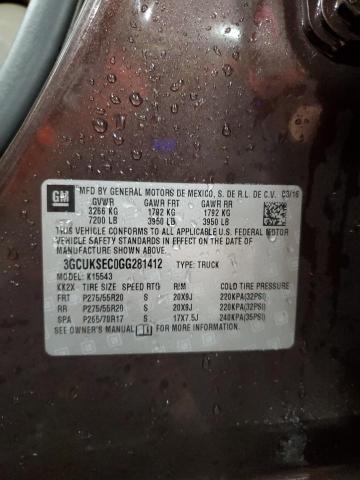 GM
MFD BY GENERAL MOTORS DE MEXICO, S. DE R.L. DE C.V. 03/16
GVWR GAWR FRT GAWR RR
3266 KG 1792 KG 1792 KG
7200 LB 3950 LB 3950 LB
THIS VEHICLE CONFORMS TO ALL APPLICABLE U.S. FEDERAL MOTOR
VEHICLE SAFETY STANDARDS IN EFFECT ON THE DATE OF
MANUFACTURE SHOWN ABOVE.
3GCUKSEC0GG281412 TYPE: TRUCK
MODEL: K15543
KK2X TIRE SIZE SPEED RTG RIM COLD TIRE PRESSURE
FRT P275/55R20 S 20X9J 220KPA(32PSI)
RR P275/55R20 S 20X9J 220KPA(32PSI)
SPA P265/70R17 S 17X7.5J 240KPA(35PSI)
SEE OWNER'S MANUAL FOR MORE INFORMATION.